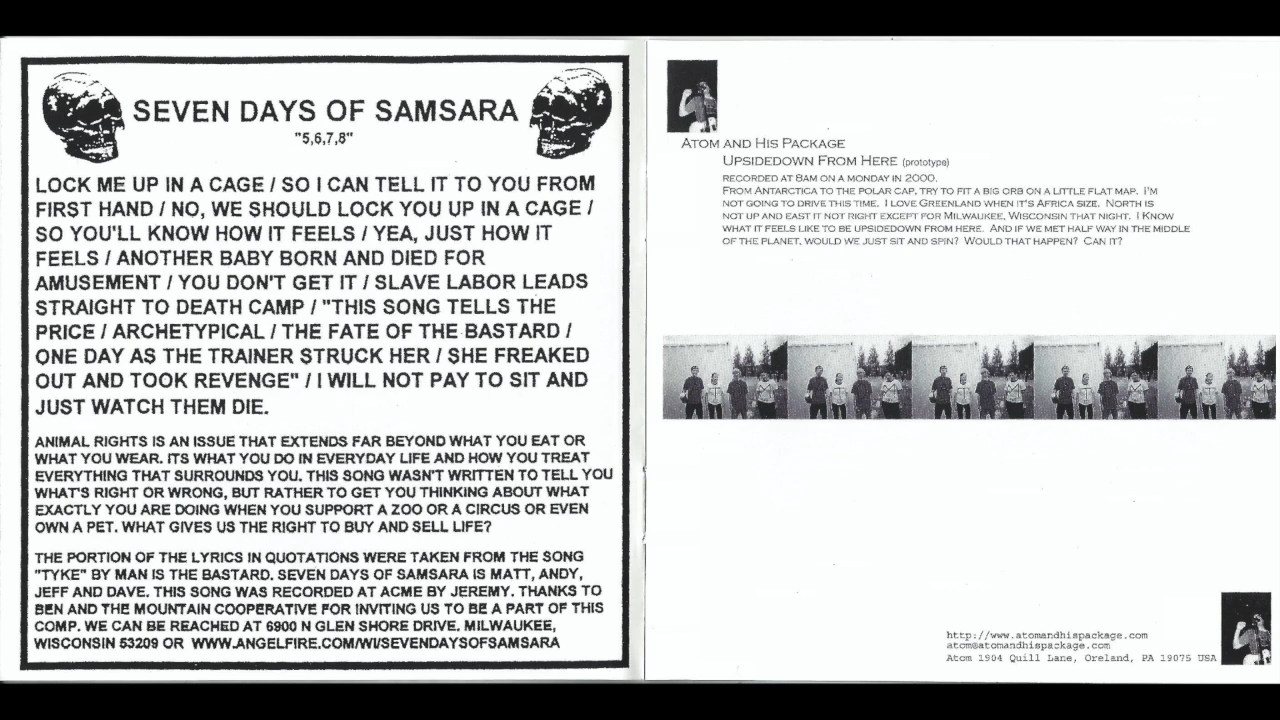 SEVEN DAYS OF SAMSARA
"5,6,7,8"
LOCK ME UP IN A CAGE / SO I CAN TELL IT TO YOU FROM
FIRST HAND / NO, WE SHOULD LOCK YOU UP IN A CAGE /
SO YOU'LL KNOW HOW IT FEELS / YEA, JUST HOW IT
FEELS / ANOTHER BABY BORN AND DIED FOR
AMUSEMENT / YOU DON'T GET IT / SLAVE LABOR LEADS
STRAIGHT TO DEATH CAMP / "THIS SONG TELLS THE
PRICE / ARCHETYPICAL / THE FATE OF THE BASTARD /
ONE DAY AS THE TRAINER STRUCK HER / SHE FREAKED
OUT AND TOOK REVENGE" / I WILL NOT PAY TO SIT AND
JUST WATCH THEM DIE.
ANIMAL RIGHTS IS AN ISSUE THAT EXTENDS FAR BEYOND WHAT YOU EAT OR
WHAT YOU WEAR. ITS WHAT YOU DO IN EVERYDAY LIFE AND HOW YOU TREAT
EVERYTHING THAT SURROUNDS YOU. THIS SONG WASN'T WRITTEN TO TELL YOU
WHAT'S RIGHT OR WRONG, BUT RATHER TO GET YOU THINKING ABOUT WHAT
EXACTLY YOU ARE DOING WHEN YOU SUPPORT A ZOO OR A CIRCUS OR EVEN
OWN A PET. WHAT GIVES US THE RIGHT TO BUY AND SELL LIFE?
THE PORTION OF THE LYRICS IN QUOTATIONS WERE TAKEN FROM THE SONG
"TYKE" BY MAN IS THE BASTARD. SEVEN DAYS OF SAMSARA IS MATT, ANDY,
JEFF AND DAVE. THIS SONG WAS RECORDED AT ACME BY JEREMY. THANKS TO
BEN AND THE MOUNTAIN COOPERATIVE FOR INVITING US TO BE A PART OF THIS
COMP. WE CAN BE REACHED AT 6900 N GLEN SHORE DRIVE, MILWAUKEE,
WISCONSIN 53209 OR WWW.ANGELFIRE.COM/WI/SEVENDAYSOFSAMSARA
ATOM AND HIS PACKAGE
UPSIDEDOWN FROM HERE (prototype)
RECORDED AT 8AM ON A MONDAY IN 2000.
FROM ANTARCTICA TO THE POLAR CAP, TRY TO FIT A BIG ORB ON A LITTLE FLAT MAP. I'M
NOT GOING TO DRIVE THIS TIME. I LOVE GREENLAND WHEN IT'S AFRICA SIZE. NORTH IS
NOT UP AND EAST IT NOT RIGHT EXCEPT FOR MILWAUKEE, WISCONSIN THAT NIGHT. I KNOW
WHAT IT FEELS LIKE TO BE UPSIDEDOWN FROM HERE. AND IF WE MET HALF WAY IN THE MIDDLE
OF THE PLANET, WOULD WE JUST SIT AND SPIN? WOULD THAT HAPPEN? CAN IT?
http://www.atomandhispackage.com
atom@atomandhispackage.com
Atom 1904 Quill Lane, Oreland, PA 19075 USA